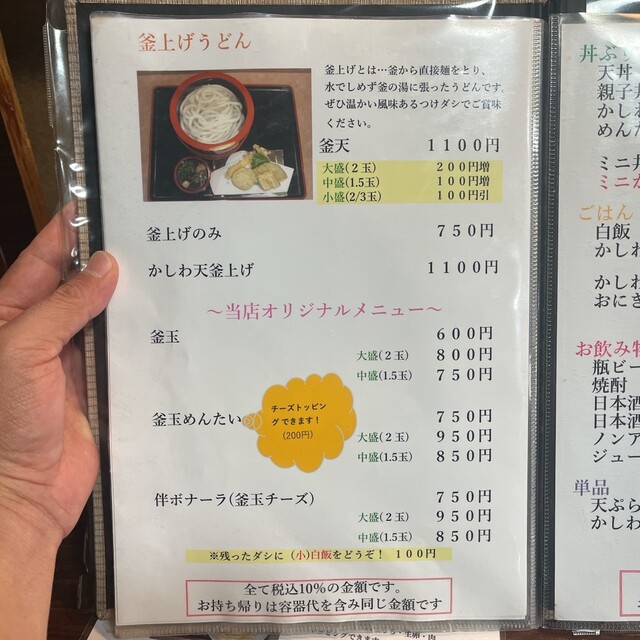 釜上げうどん
釜上げとは…釜から直接麺をとり、
水でしめず釜の湯に張ったうどんです。
ぜひ温かい風味あるつけダシでご賞味
ください。
釜天 １１００円
大盛(２玉) ２００円増
中盛(1.5玉) １００円増
小盛(2/3玉) １００円引
釜上げのみ ７５０円
かしわ天釜上げ １１００円
～当店オリジナルメニュー～
釜玉 ６００円
大盛(２玉) ８００円
中盛(1.5玉) ７５０円
チーズトッピン
グできます！
(200円)
釜玉めんたい ７５０円
大盛(２玉) ９５０円
中盛(1.5玉) ８５０円
伴ボナーラ(釜玉チーズ) ７５０円
大盛(２玉) ９５０円
中盛(1.5玉) ８５０円
※残ったダシに (小)白飯をどうぞ！ １００円
全て税込10%の金額です。
お持ち帰りは容器代を含み同じ金額です
丼ぶ
天丼
親子丼
かしわ
めんた
ミニ
ミニ
ごはん
白飯
かしわ
かしわ
おにぎ
お飲み物
瓶ビー
焼酎
日本酒
日本酒
ノンア
ジュー
単品
天ぷら
かしわ